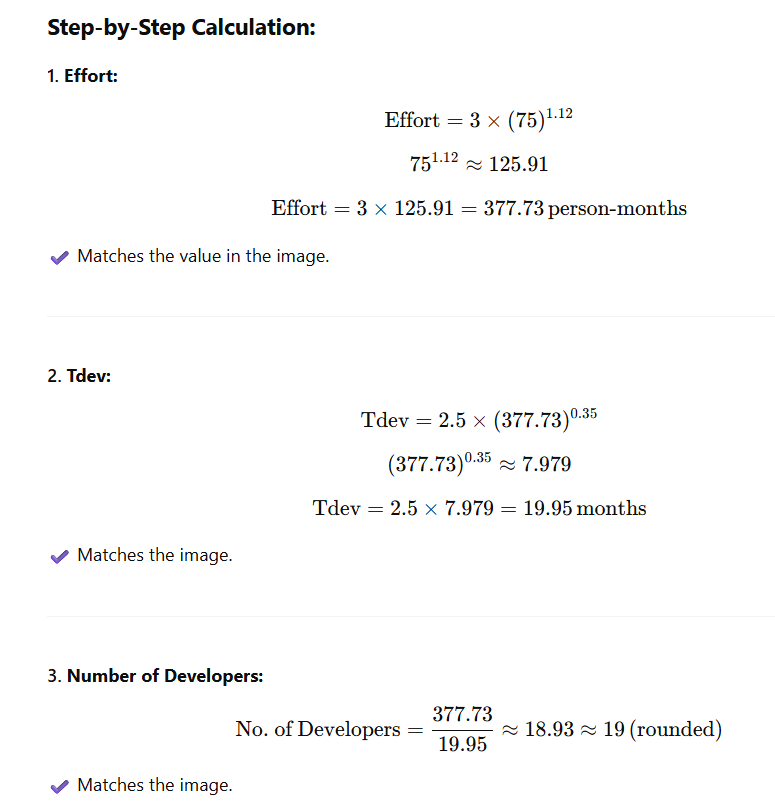 Step-by-Step Calculation:
1. Effort:
Effort = 3 × (75)^1.12
75^1.12 ≈ 125.91
Effort = 3 × 125.91 = 377.73 person-months
✔ Matches the value in the image.
2. Tdev:
Tdev = 2.5 × (377.73)^0.35
(377.73)^0.35 ≈ 7.979
Tdev = 2.5 × 7.979 = 19.95 months
✔ Matches the image.
3. Number of Developers:
No. of Developers = 377.73/19.95 ≈ 18.93 ≈ 19 (rounded)
✔ Matches the image.